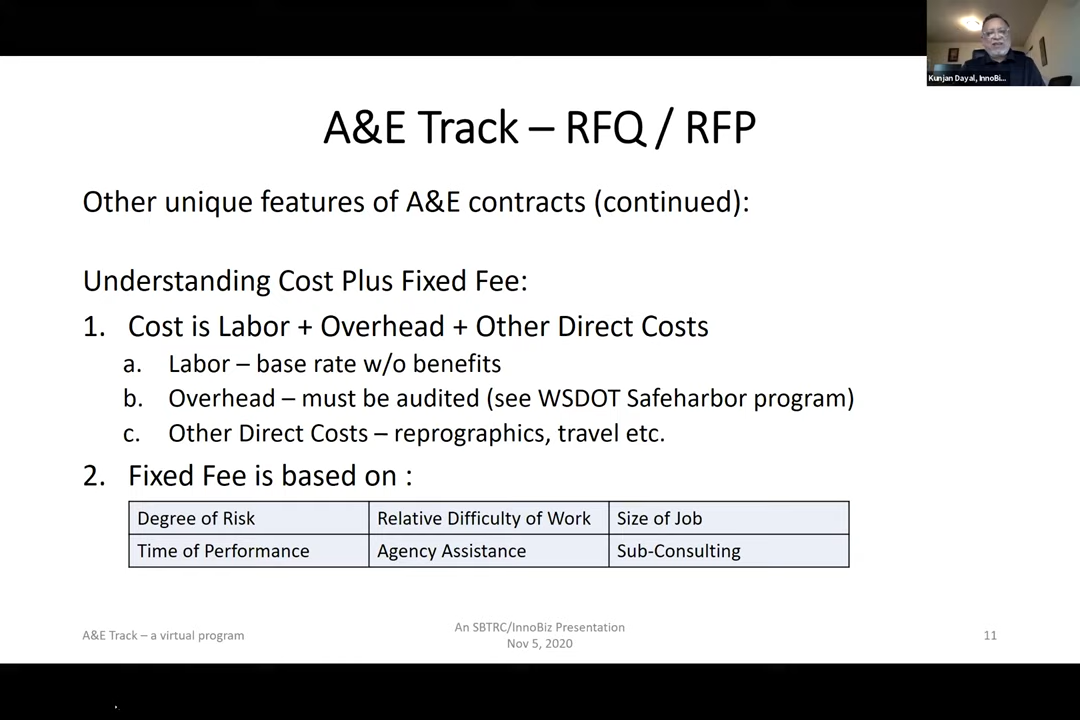 Kunjan Dayal, InnoBi...
A&E Track – RFQ / RFP
Other unique features of A&E contracts (continued):
Understanding Cost Plus Fixed Fee:
1. Cost is Labor + Overhead + Other Direct Costs
a. Labor – base rate w/o benefits
b. Overhead – must be audited (see WSDOT Safeharbor program)
c. Other Direct Costs – reprographics, travel etc.
2. Fixed Fee is based on :
Degree of Risk Relative Difficulty of Work Size of Job
Time of Performance Agency Assistance Sub-Consulting
A&E Track – a virtual program
An SBTRC/InnoBiz Presentation
Nov 5, 2020
11